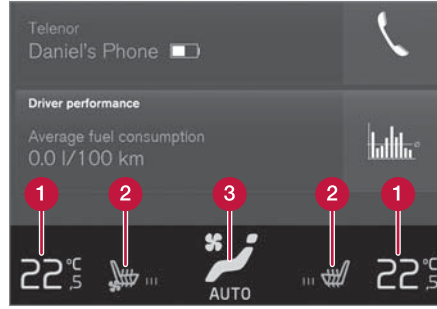 Telenor
Daniel's Phone
Driver performance
Average fuel consumption
0.0 l/100 km
1 2 3 2 1
22,5 °C 22,5 °C
AUTO